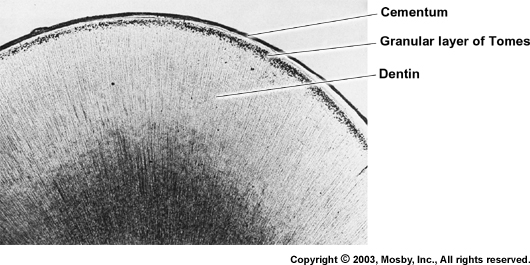 Cementum
Granular layer of Tomes
Dentin
Copyright © 2003, Mosby, Inc., All rights reserved.